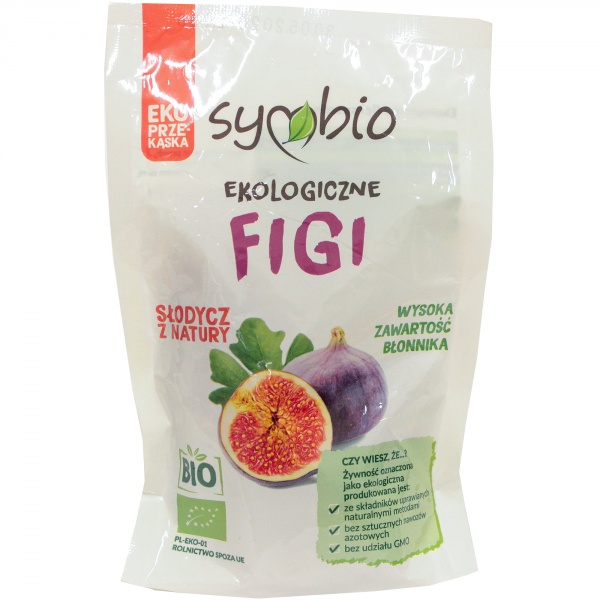 EKO
PRZE-
KĄSKA
symbio
EKOLOGICZNE
FIGI
SŁODYCZ
Z NATURY
WYSOKA
ZAWARTOŚĆ
BŁONNIKA
CZY WIESZ, ŻE...?
Żywność oznaczona
jako ekologiczna
produkowana jest:
ze składników uprawianych
naturalnymi metodami
bez sztucznych nawozów
azotowych
bez udziału GMO
BIO
PL-EKO-01
ROLNICTWO SPOZA UE